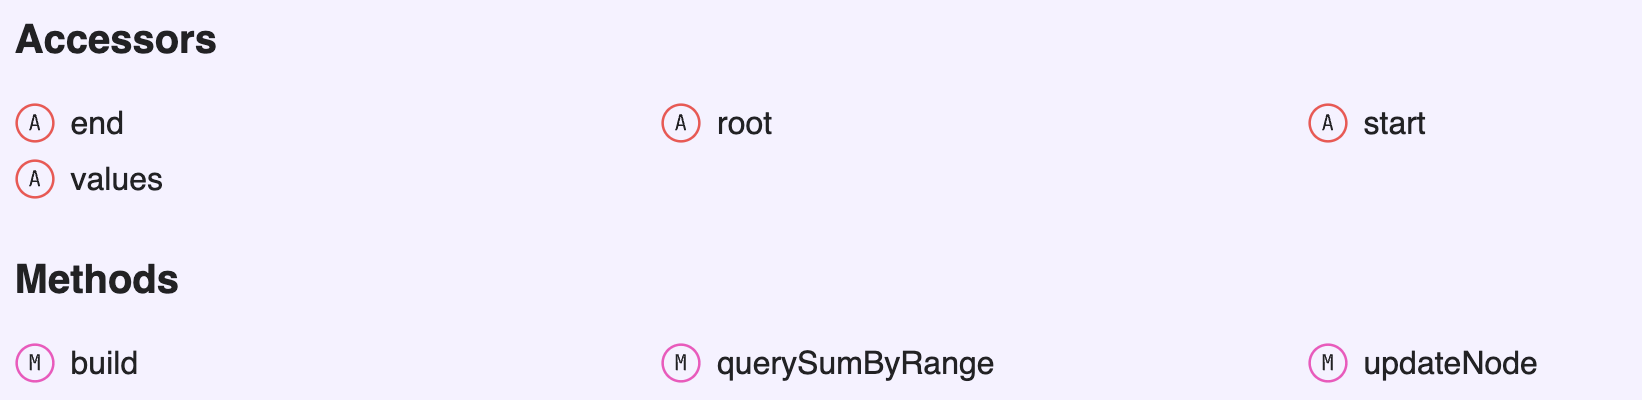 Accessors
A end A root A start
A values
Methods
M build M querySumByRange M updateNode